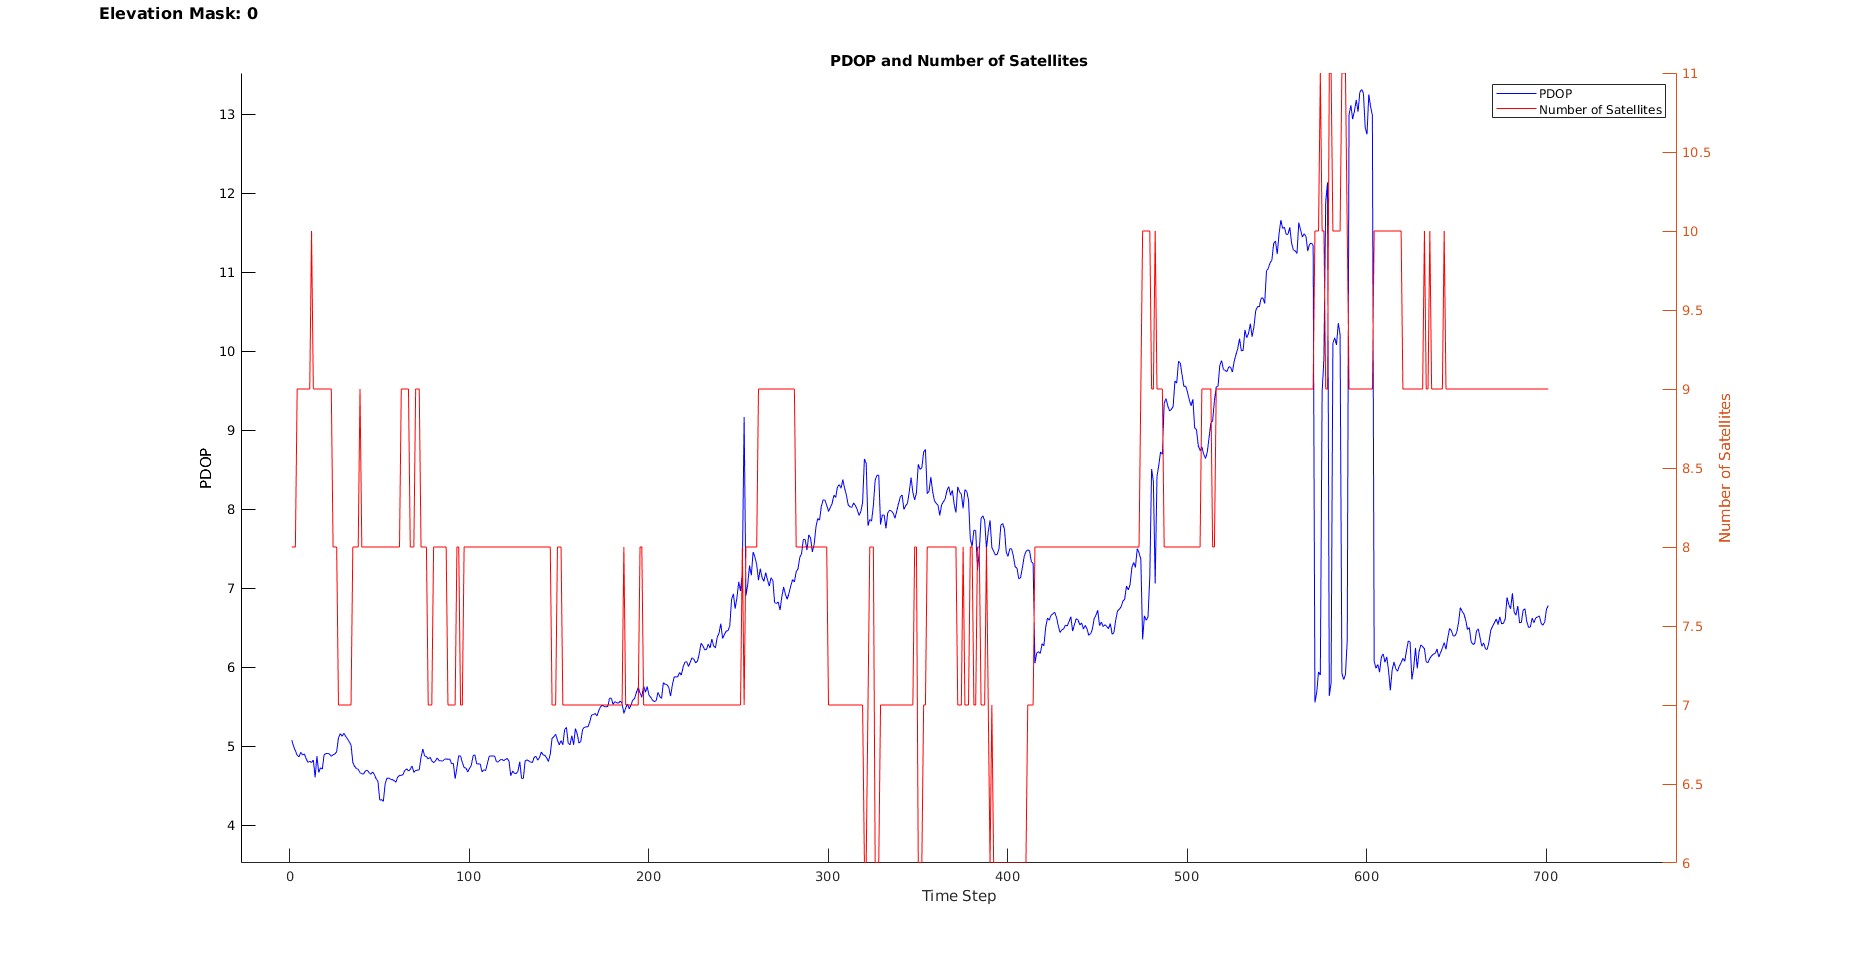 Elevation Mask: 0
PDOP and Number of Satellites
PDOP
Number of Satellites
13
12
11
10
9
8
7
6
5
4
PDOP
11
10.5
10
9.5
9
8.5
8
7.5
7
6.5
6
Number of Satellites
0 100 200 300 400 500 600 700
Time Step